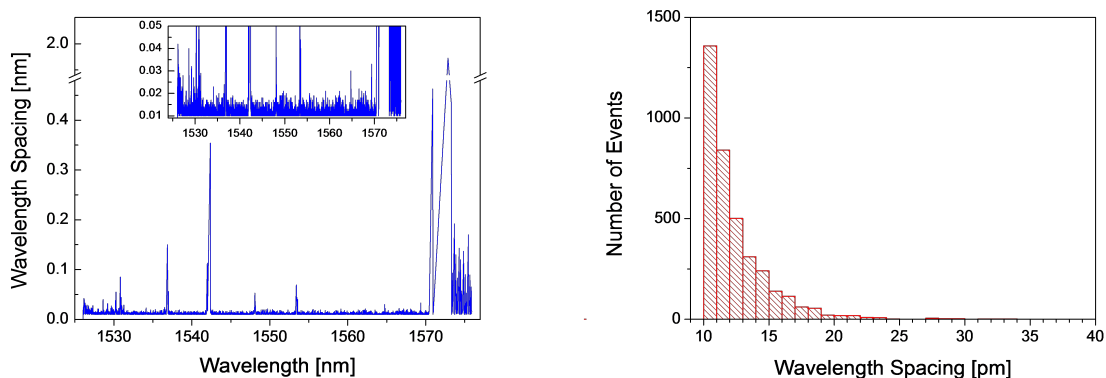 Wavelength Spacing [nm]
2.0
0.4
0.3
0.2
0.1
0.0
0.05
0.04
0.03
0.02
0.01
1530 1540 1550 1560 1570
1530 1540 1550 1560 1570
Wavelength [nm]
Number of Events
1500
1000
500
0
10 15 20 25 30 35 40
Wavelength Spacing [pm]